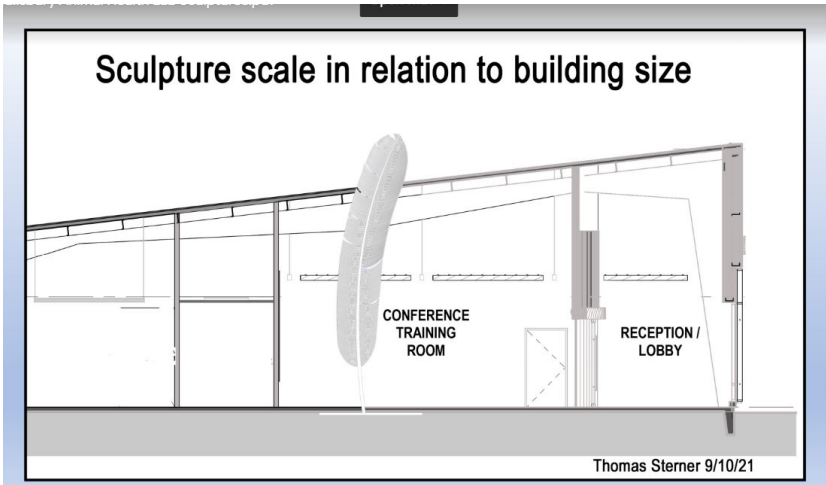 Sculpture scale in relation to building size
CONFERENCE
TRAINING
ROOM
RECEPTION /
LOBBY
Thomas Sterner 9/10/21